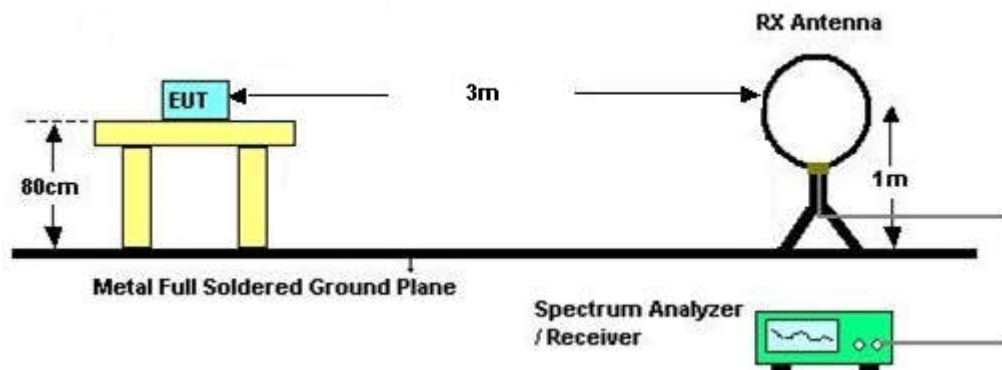 RX Antenna
EUT
3m
80cm
1m
Metal Full Soldered Ground Plane
Spectrum Analyzer
/ Receiver